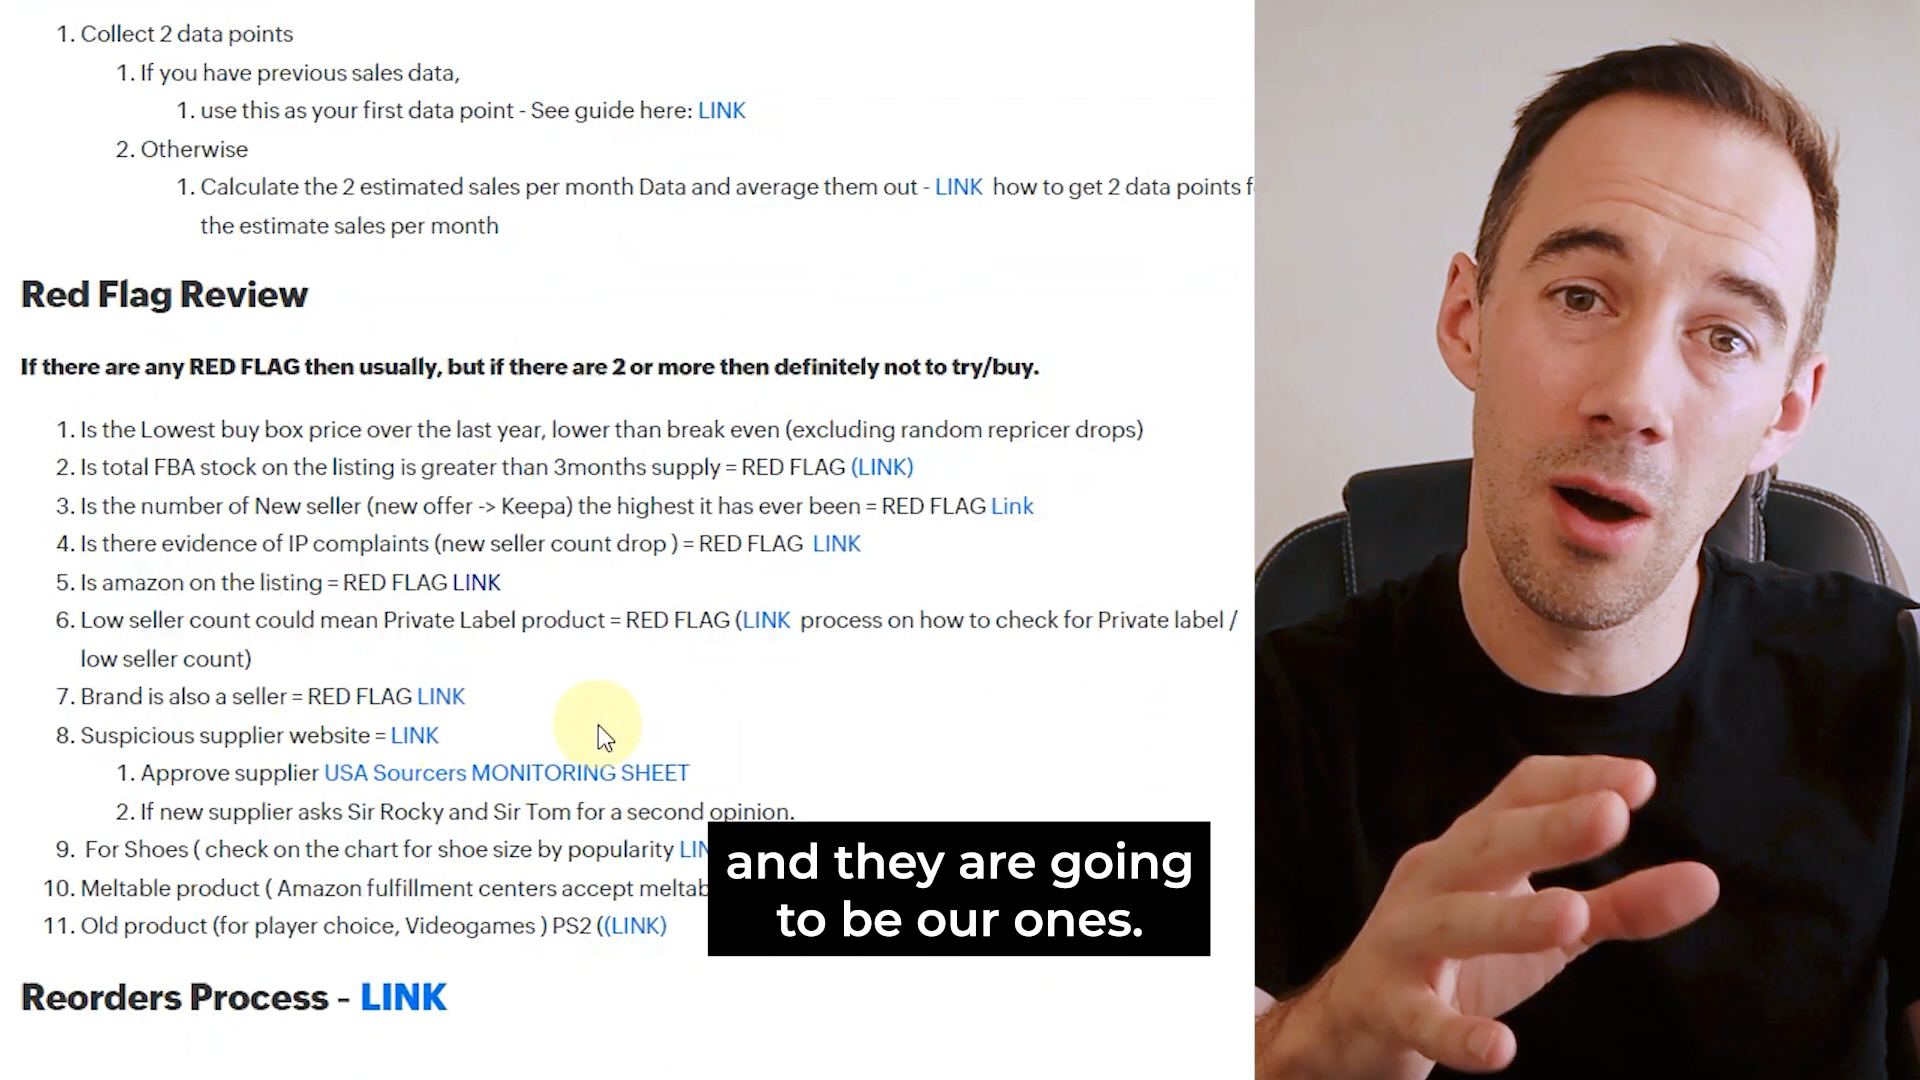 1. Collect 2 data points
1. If you have previous sales data,
1. use this as your first data point - See guide here: LINK
2. Otherwise
1. Calculate the 2 estimated sales per month Data and average them out - LINK how to get 2 data points f
the estimate sales per month
Red Flag Review
If there are any RED FLAG then usually, but if there are 2 or more then definitely not to try/buy.
1. Is the Lowest buy box price over the last year, lower than break even (excluding random repricer drops)
2. Is total FBA stock on the listing is greater than 3months supply = RED FLAG (LINK)
3. Is the number of New seller (new offer -> Keepa) the highest it has ever been = RED FLAG Link
4. Is there evidence of IP complaints (new seller count drop ) = RED FLAG LINK
5. Is amazon on the listing = RED FLAG LINK
6. Low seller count could mean Private Label product = RED FLAG (LINK process on how to check for Private label /
low seller count)
7. Brand is also a seller = RED FLAG LINK
8. Suspicious supplier website = LINK
1. Approve supplier USA Sourcers MONITORING SHEET
2. If new supplier asks Sir Rocky and Sir Tom for a second opinion.
9. For Shoes ( check on the chart for shoe size by popularity
10. Meltable product ( Amazon fulfillment centers accept
11. Old product (for player choice, Videogames ) PS2 ((LINK)
and they are going
to be our ones.
Reorders Process - LINK